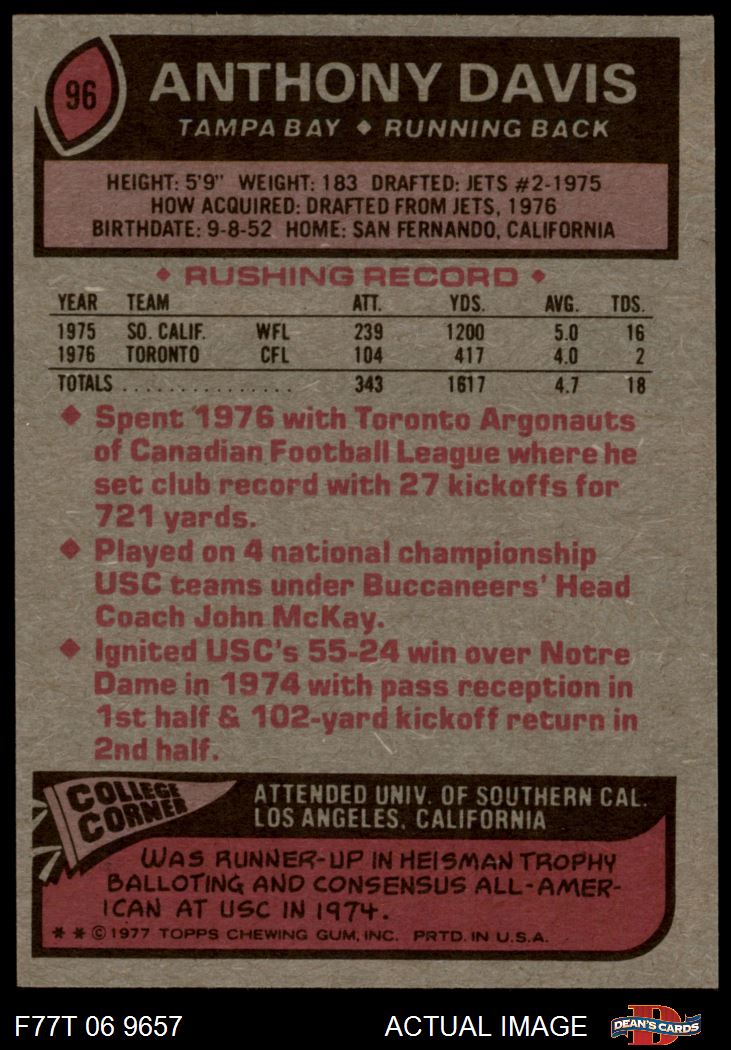 96
ANTHONY DAVIS
TAMPA BAY ◆ RUNNING BACK
HEIGHT: 5'9" WEIGHT: 183 DRAFTED: JETS #2-1975
HOW ACQUIRED: DRAFTED FROM JETS, 1976
BIRTHDATE: 9-8-52 HOME: SAN FERNANDO, CALIFORNIA
◆ RUSHING RECORD ◆
YEAR TEAM ATT. YDS. AVG. TDS.
1975 SO. CALIF. WFL 239 1200 5.0 16
1976 TORONTO CFL 104 417 4.0 2
TOTALS . . . . . . . . . . . . . . . . 343 1617 4.7 18
◆ Spent 1976 with Toronto Argonauts
of Canadian Football League where he
set club record with 27 kickoffs for
721 yards.
◆ Played on 4 national championship
USC teams under Buccaneers' Head
Coach John McKay.
◆ Ignited USC's 55-24 win over Notre
Dame in 1974 with pass reception in
1st half & 102-yard kickoff return in
2nd half.
COLLEGE
CORNER
ATTENDED UNIV. OF SOUTHERN CAL.
LOS ANGELES, CALIFORNIA
WAS RUNNER-UP IN HEISMAN TROPHY
BALLOTING AND CONSENSUS ALL-AMER-
ICAN AT USC IN 1974.
* * © 1977 TOPPS CHEWING GUM, INC. PRTD. IN U.S.A.
F77T 06 9657 ACTUAL IMAGE
D
DEAN'S CARDS